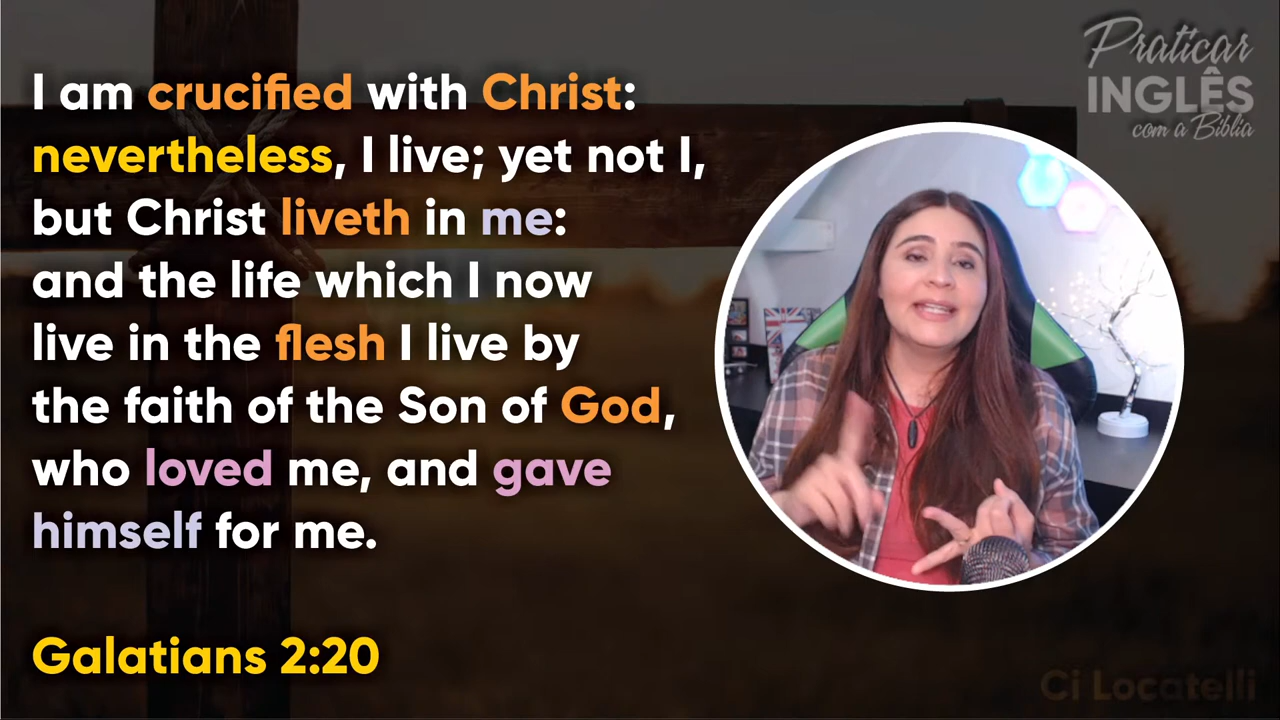 I am crucified with Christ:
nevertheless, I live; yet not I,
but Christ liveth in me:
and the life which I now
live in the flesh I live by
the faith of the Son of God,
who loved me, and gave
himself for me.
Galatians 2:20
Praticar
INGLÊS
com a Bíblia
Ci Locatelli